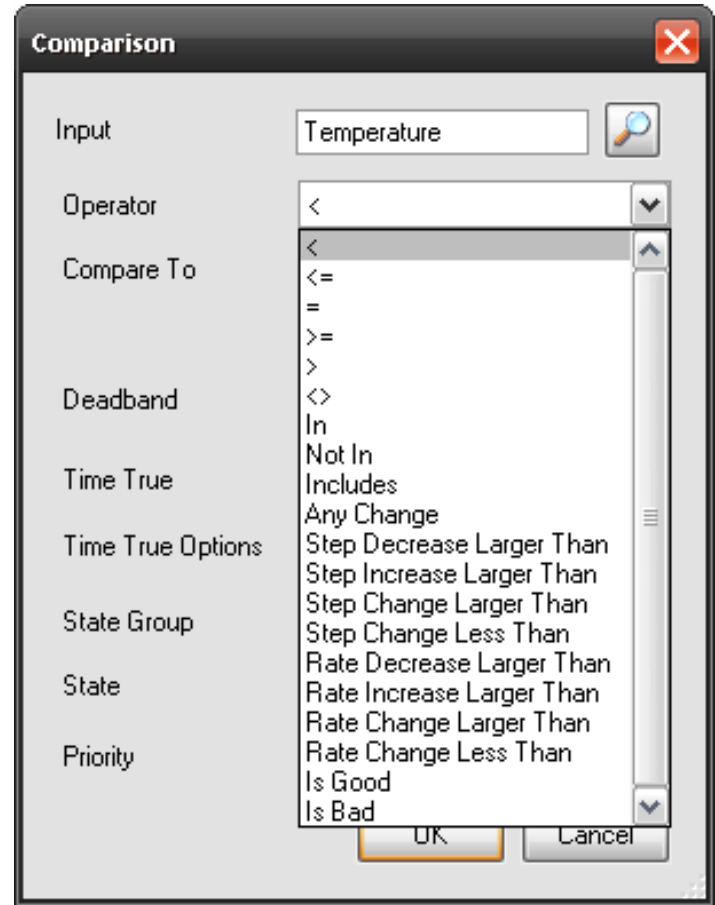 Comparison
Input
Temperature
Operator
<
Compare To
Deadband
Time True
Time True Options
State Group
State
Priority
<
<=
=
>=
>
<>
In
Not In
Includes
Any Change
Step Decrease Larger Than
Step Increase Larger Than
Step Change Larger Than
Step Change Less Than
Rate Decrease Larger Than
Rate Increase Larger Than
Rate Change Larger Than
Rate Change Less Than
Is Good
Is Bad
OK
Cancel